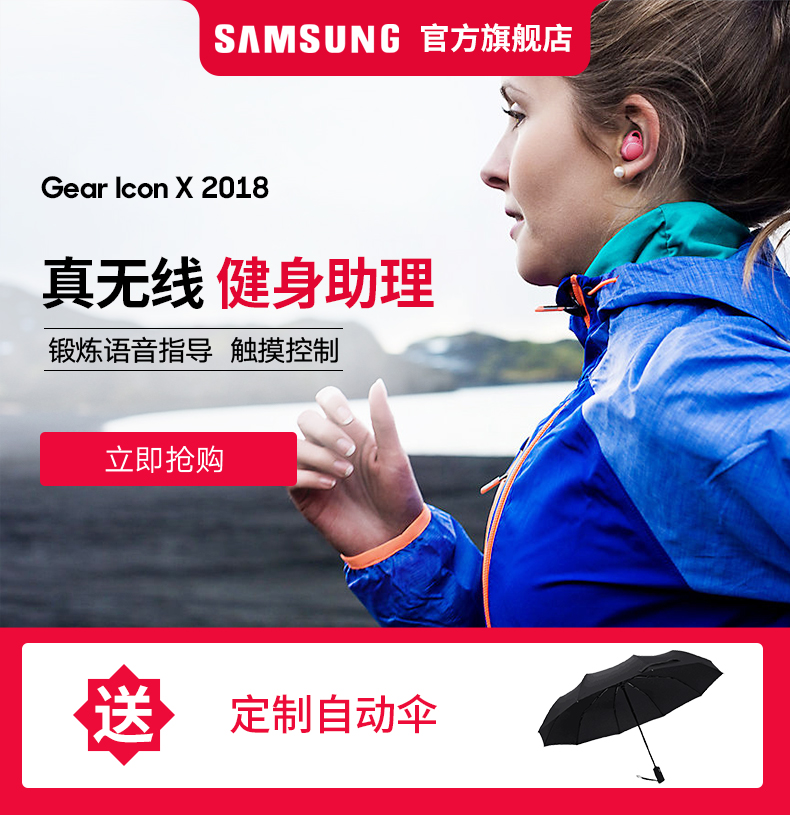 SAMSUNG 官方旗舰店
Gear Icon X 2018
真无线 健身助理
锻炼语音指导 触摸控制
立即抢购
送 定制自动伞